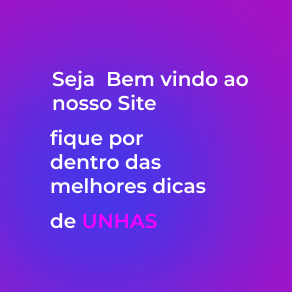 Seja  Bem vindo ao
nosso Site
fique por
dentro das
melhores dicas
de UNHAS